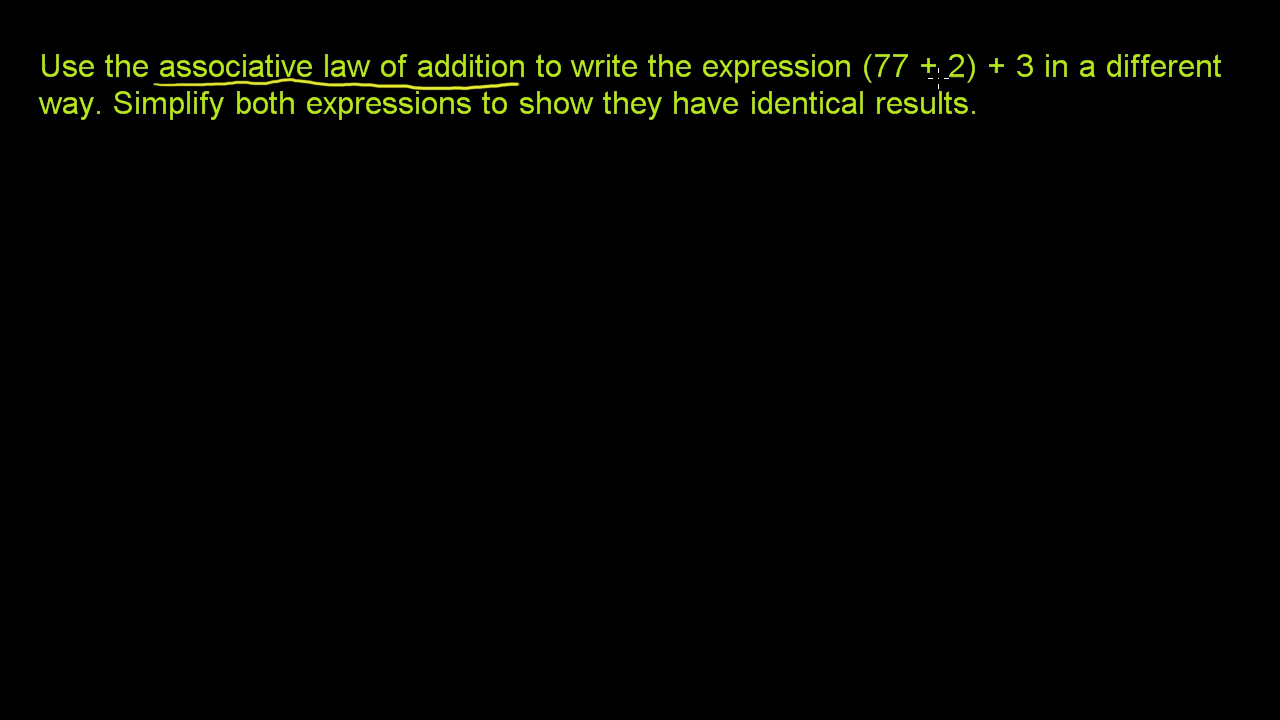 Use the associative law of addition to write the expression (77 + 2) + 3 in a different
way. Simplify both expressions to show they have identical results.